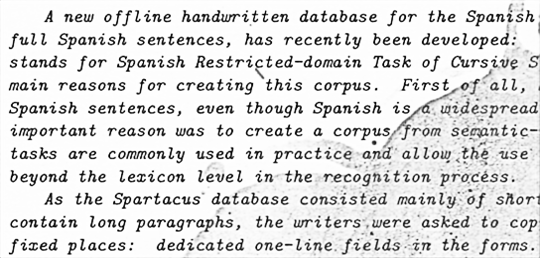 A new offline handwritten database for the Spanish
full Spanish sentences, has recently been developed:
stands for Spanish Restricted-domain Task of Cursive S
main reasons for creating this corpus. First of all,
Spanish sentences, even though Spanish is a widespread
important reason was to create a corpus from semantic-
tasks are commonly used in practice and allow the use
beyond the lexicon level in the recognition process.
As the Spartacus database consisted mainly of short
contain long paragraphs, the writers were asked to cop
fixed places: dedicated one-line fields in the forms.